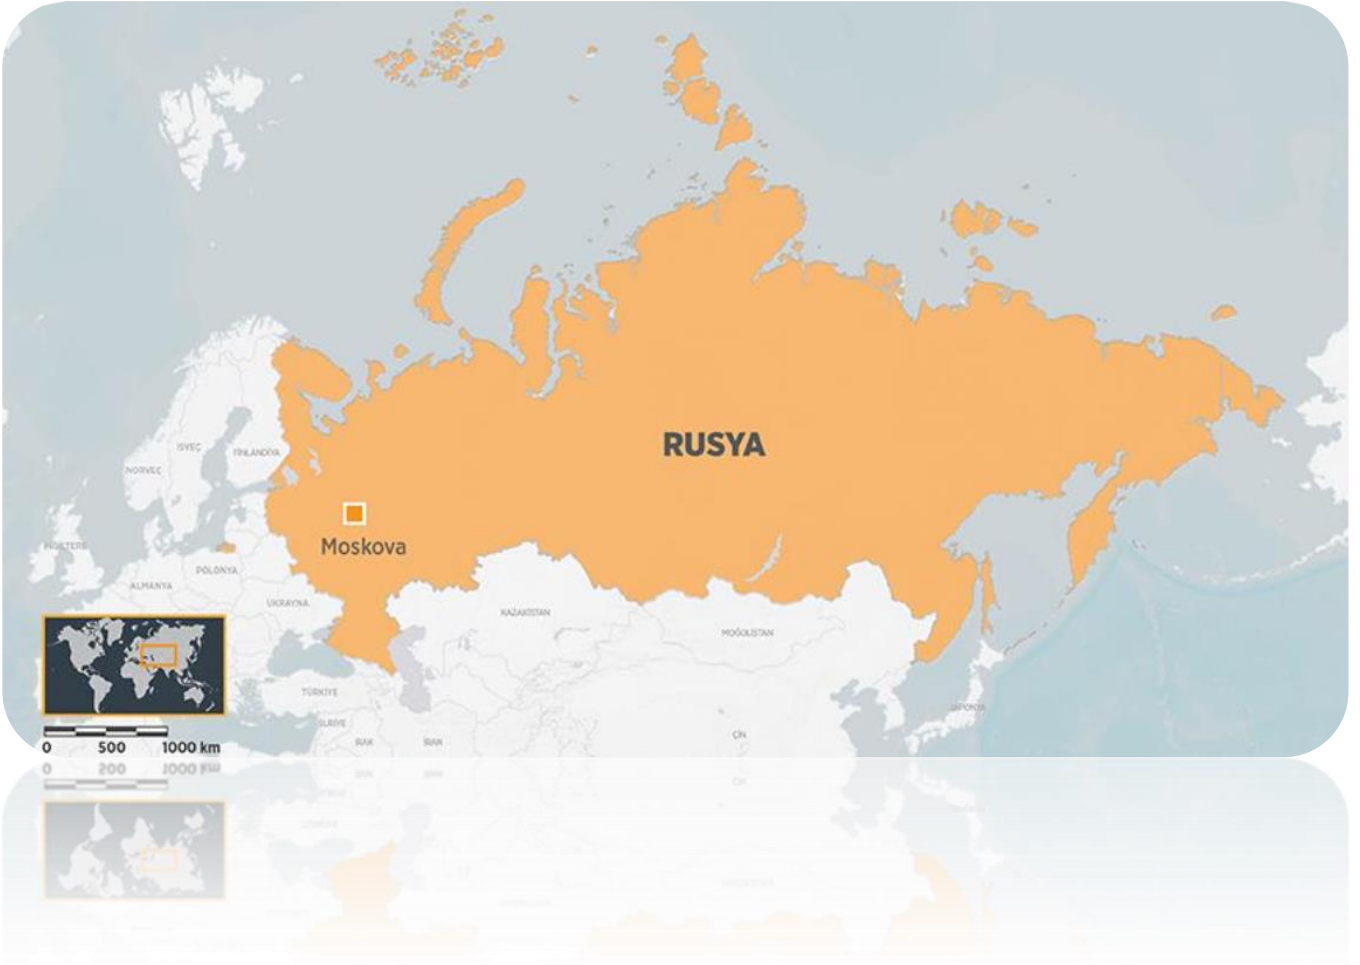 RUSYA
İSVEÇ
FİNLANDİYA
NORVEÇ
Moskova
POLONYA
ALMANYA
UKRAYNA
KAZAKİSTAN
MOĞOLİSTAN
TÜRKİYE
SURİYE
IRAK
İRAN
ÇİN
JAPONYA
0 500 1000 km